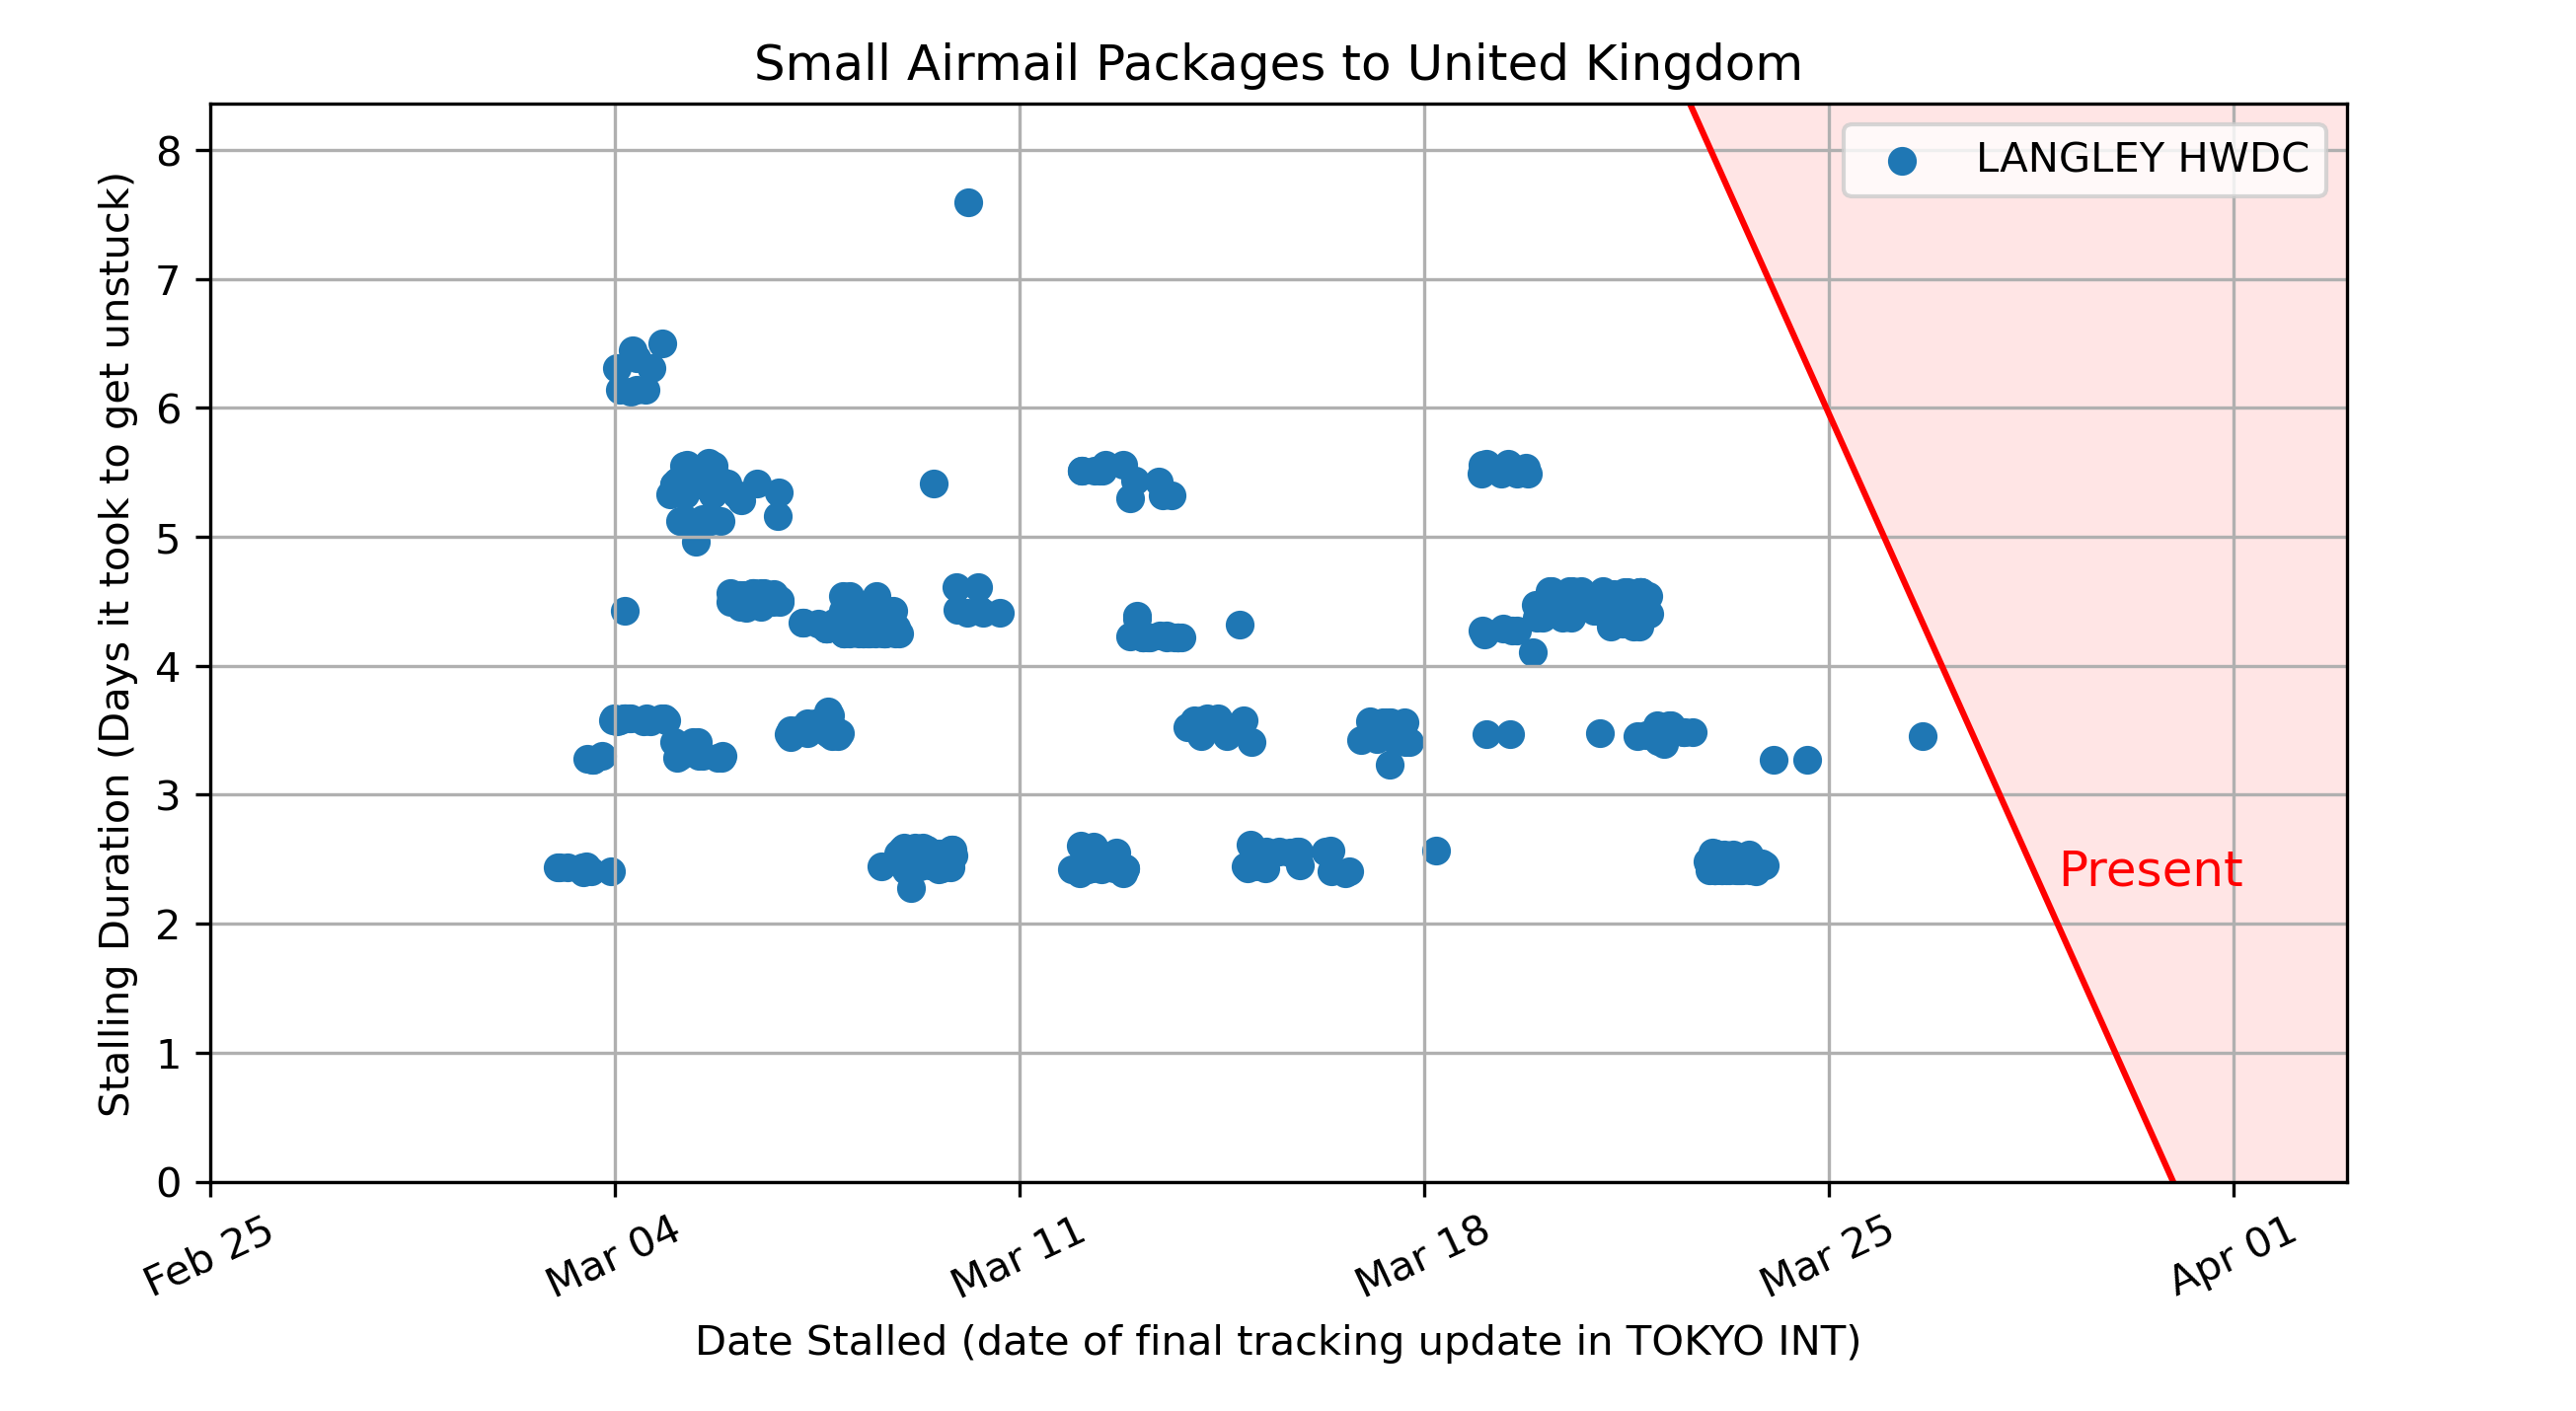 Small Airmail Packages to United Kingdom
Stalling Duration (Days it took to get unstuck)
8
7
6
5
4
3
2
1
0
LANGLEY HWDC
Present
Feb 25
Mar 04
Mar 11
Mar 18
Mar 25
Apr 01
Date Stalled (date of final tracking update in TOKYO INT)